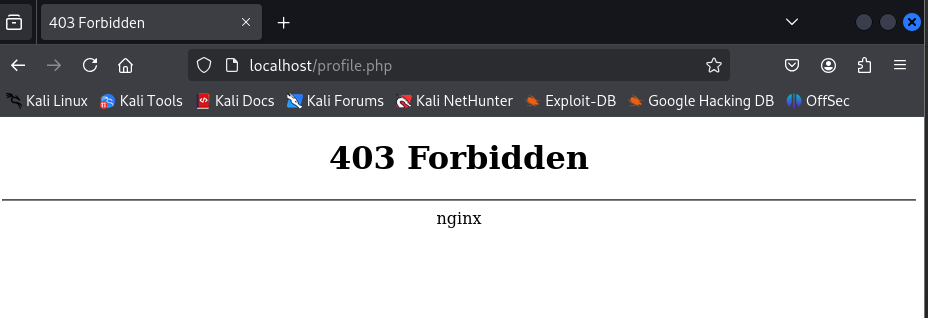 403 Forbidden
localhost/profile.php
Kali Linux Kali Tools Kali Docs Kali Forums Kali NetHunter Exploit-DB Google Hacking DB OffSec
403 Forbidden
nginx